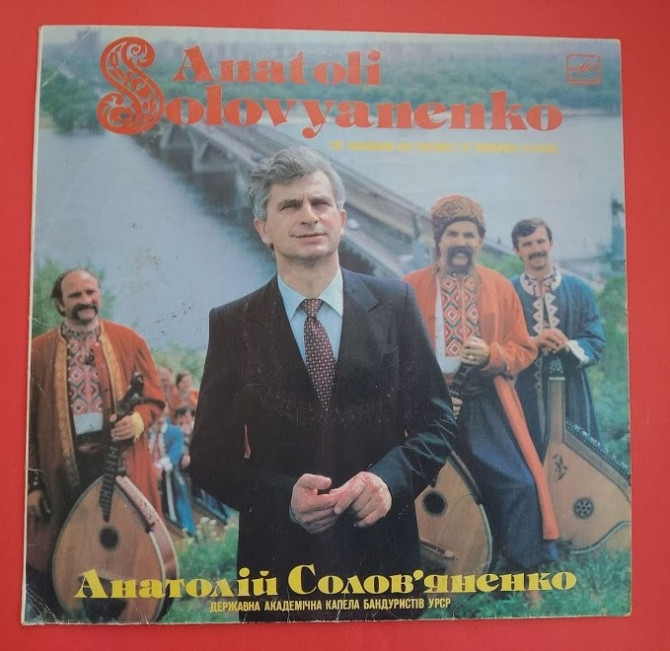 Anatoli
Solovyanenko
Анатолій Солов'яненко
ДЕРЖАВНА АКАДЕМІЧНА КАПЕЛА БАНДУРИСТІВ УРСР